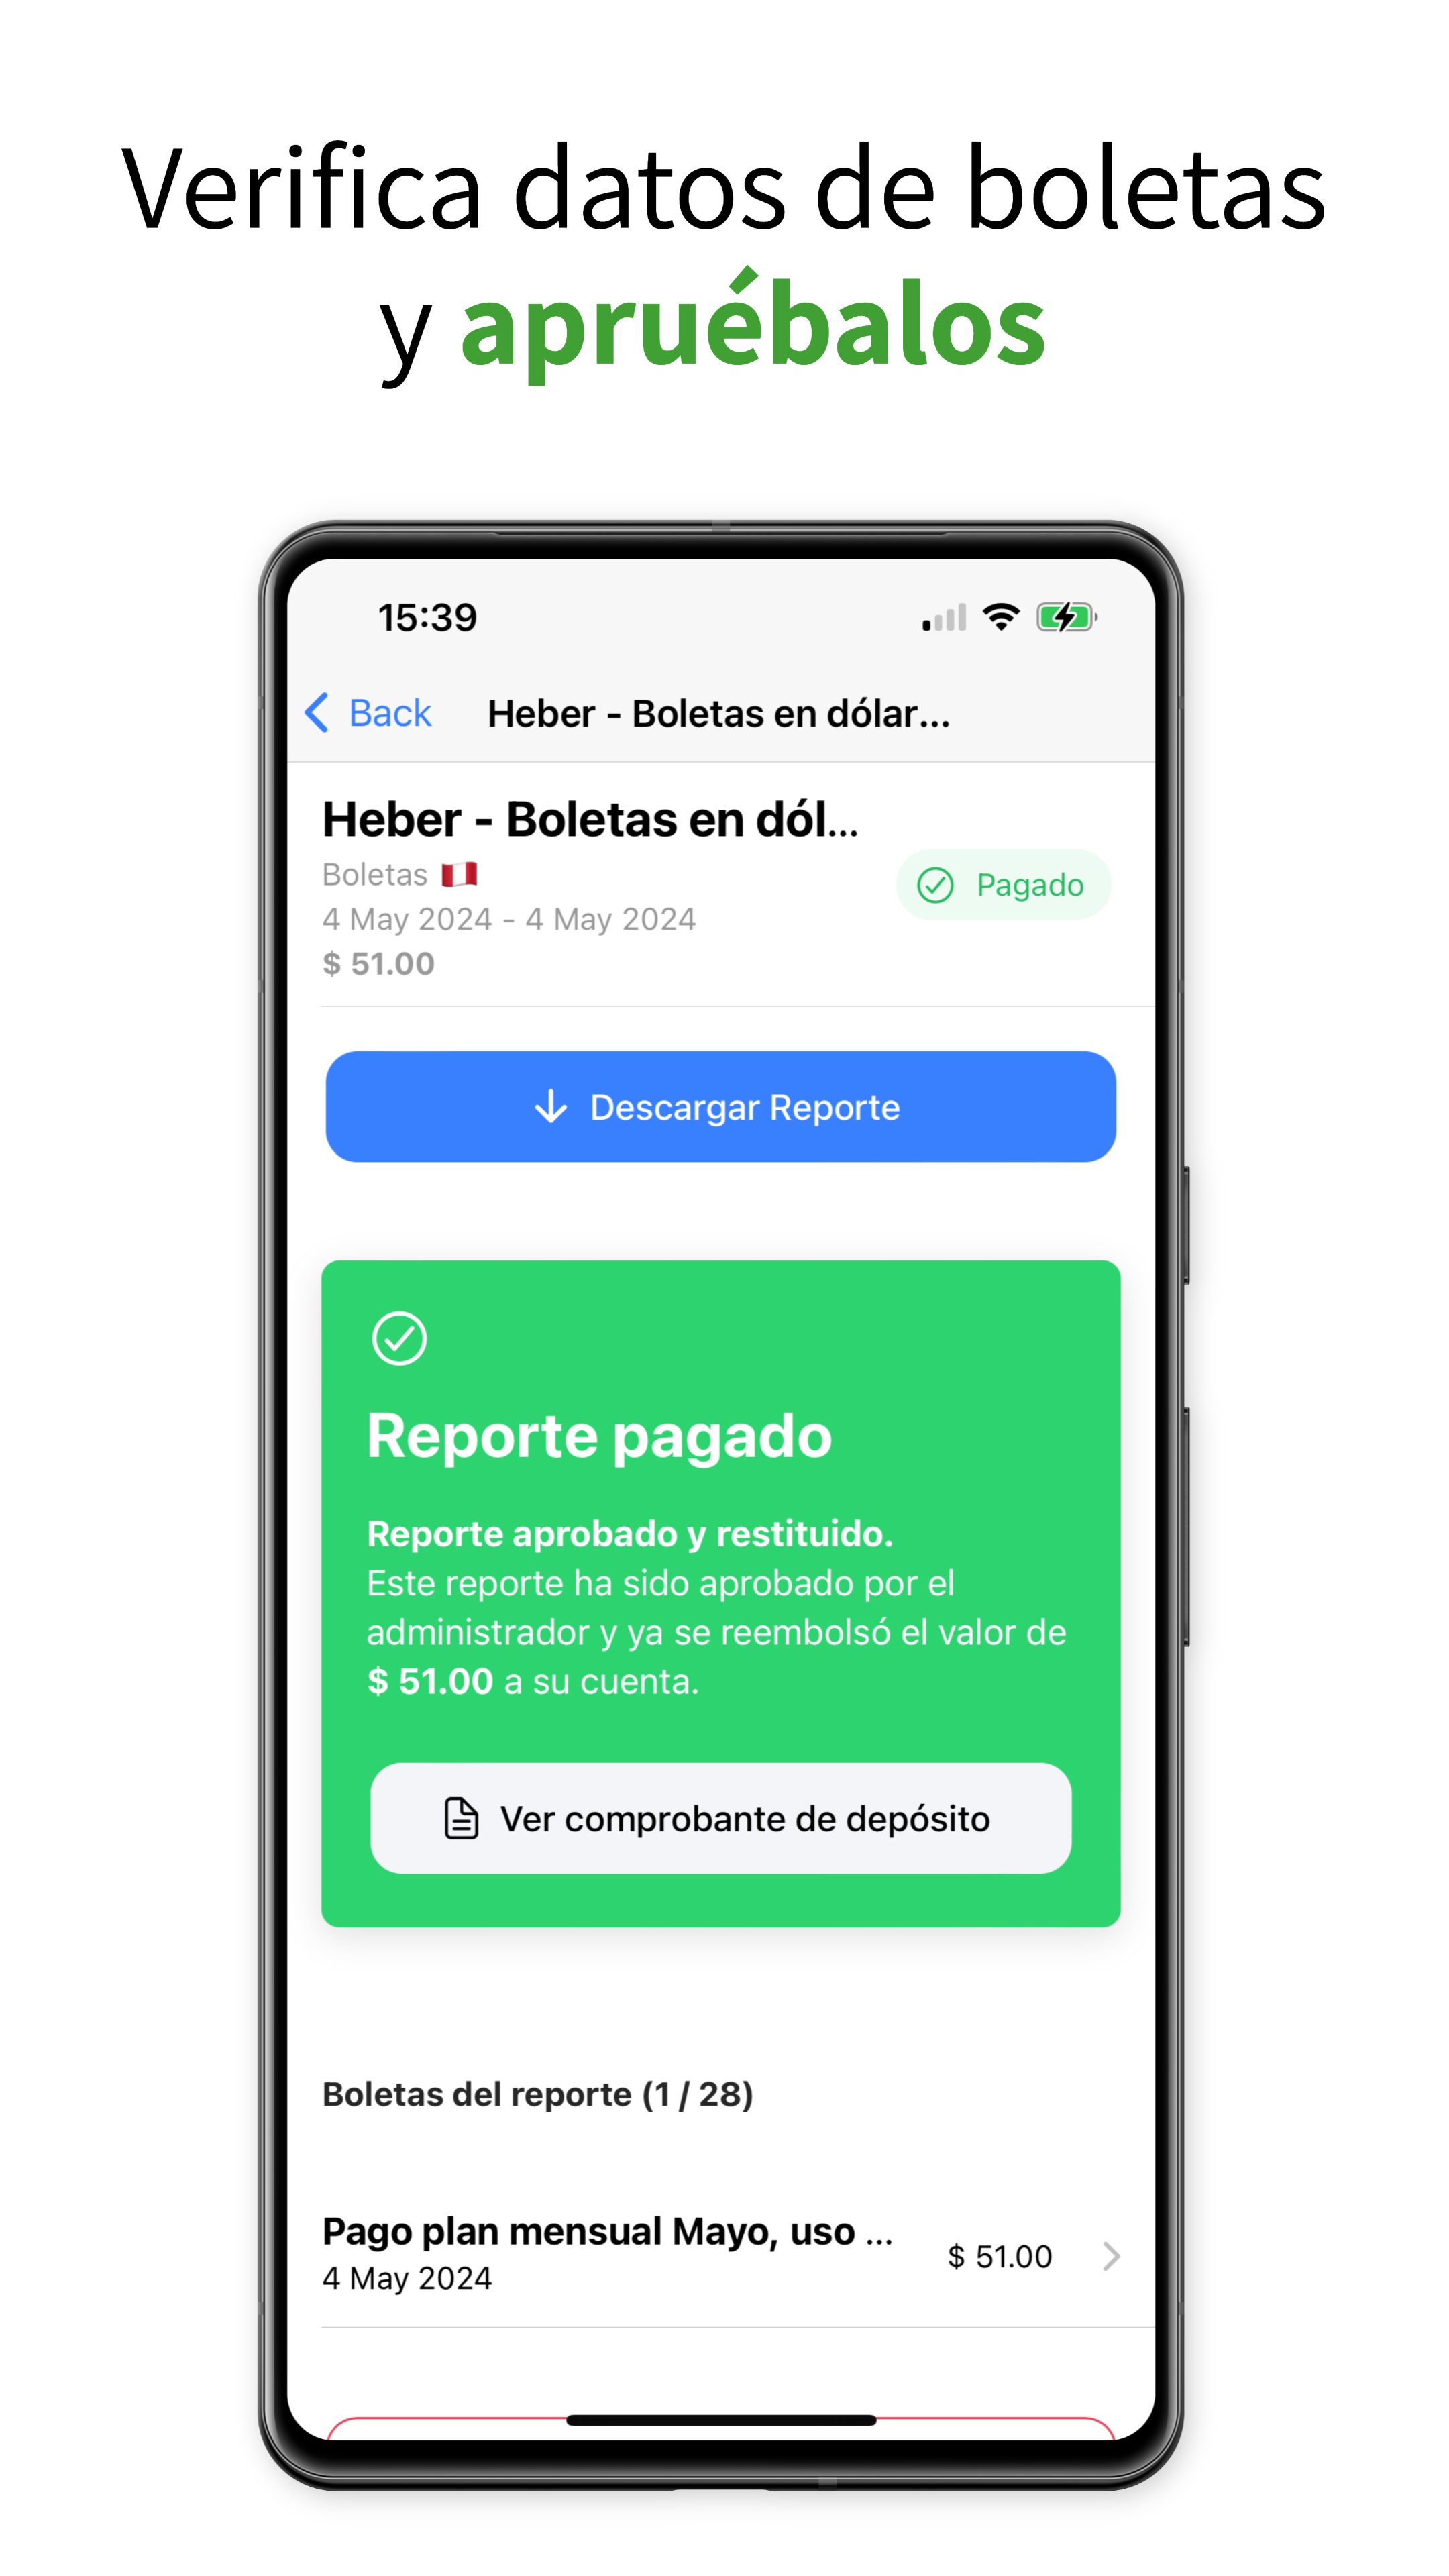 Verifica datos de boletas
y apruébalos
15:39
Back
Heber - Boletas en dólar...
Heber - Boletas en dól...
Boletas
4 May 2024 - 4 May 2024
$ 51.00
Pagado
Descargar Reporte
Reporte pagado
Reporte aprobado y restituido.
Este reporte ha sido aprobado por el
administrador y ya se reembolsó el valor de
$ 51.00 a su cuenta.
Ver comprobante de depósito
Boletas del reporte (1 / 28)
Pago plan mensual Mayo, uso ...
4 May 2024
$ 51.00